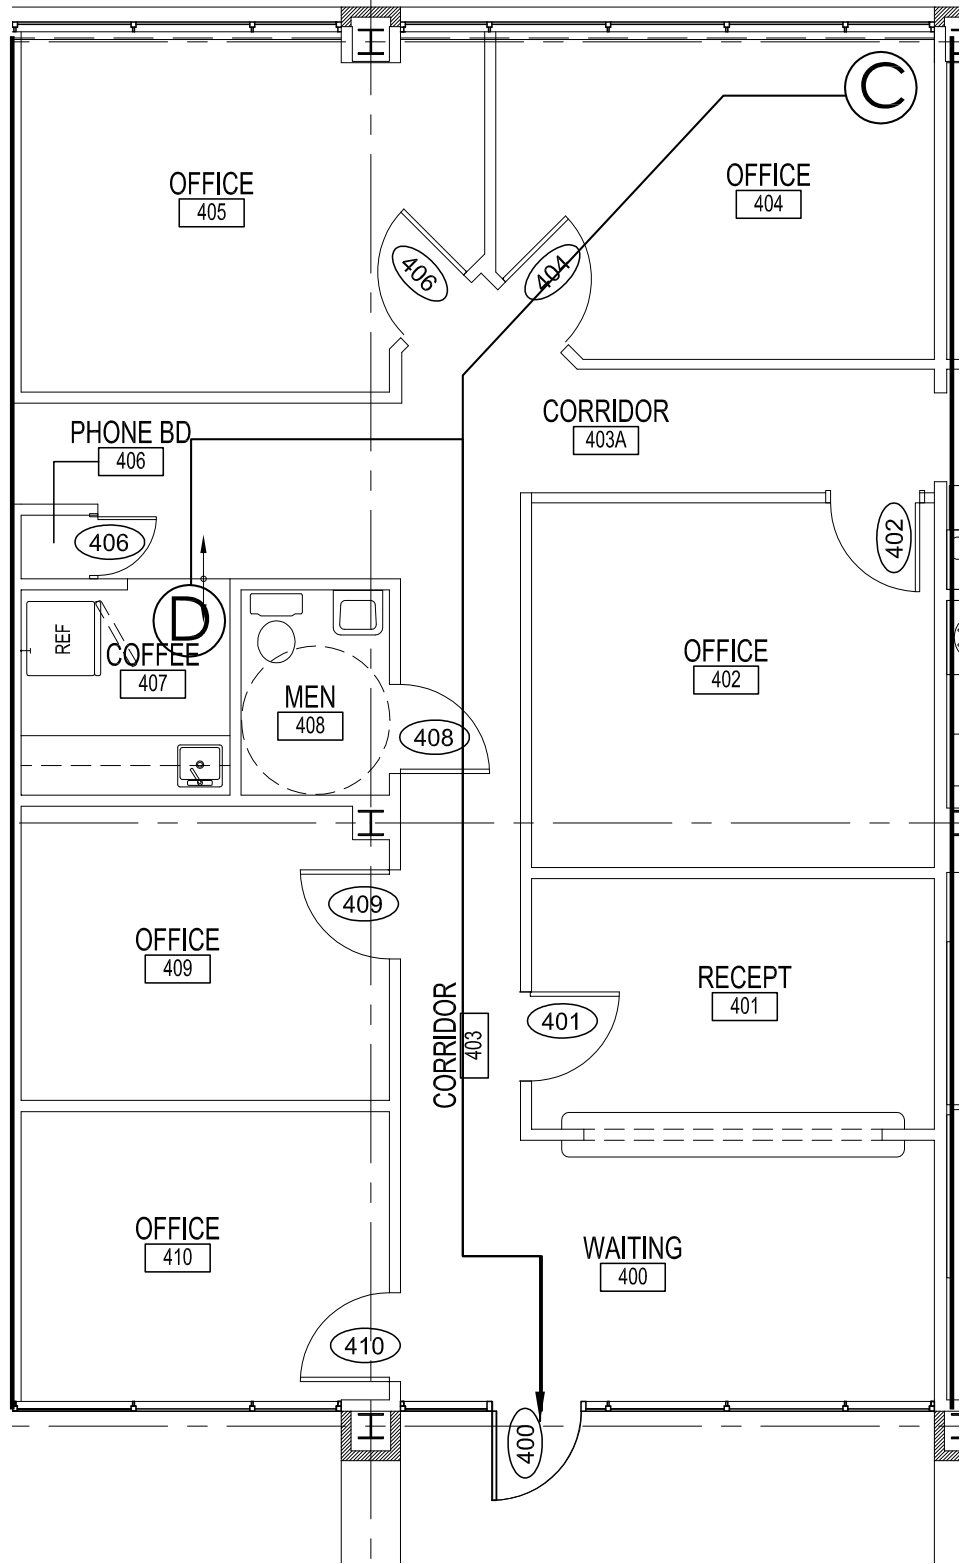 C
OFFICE
405
OFFICE
404
406
404
CORRIDOR
403A
PHONE BD
406
406
402
D
REF
COFFEE
407
MEN
408
408
OFFICE
402
409
OFFICE
409
RECEPT
401
CORRIDOR
403
401
OFFICE
410
WAITING
400
410
400